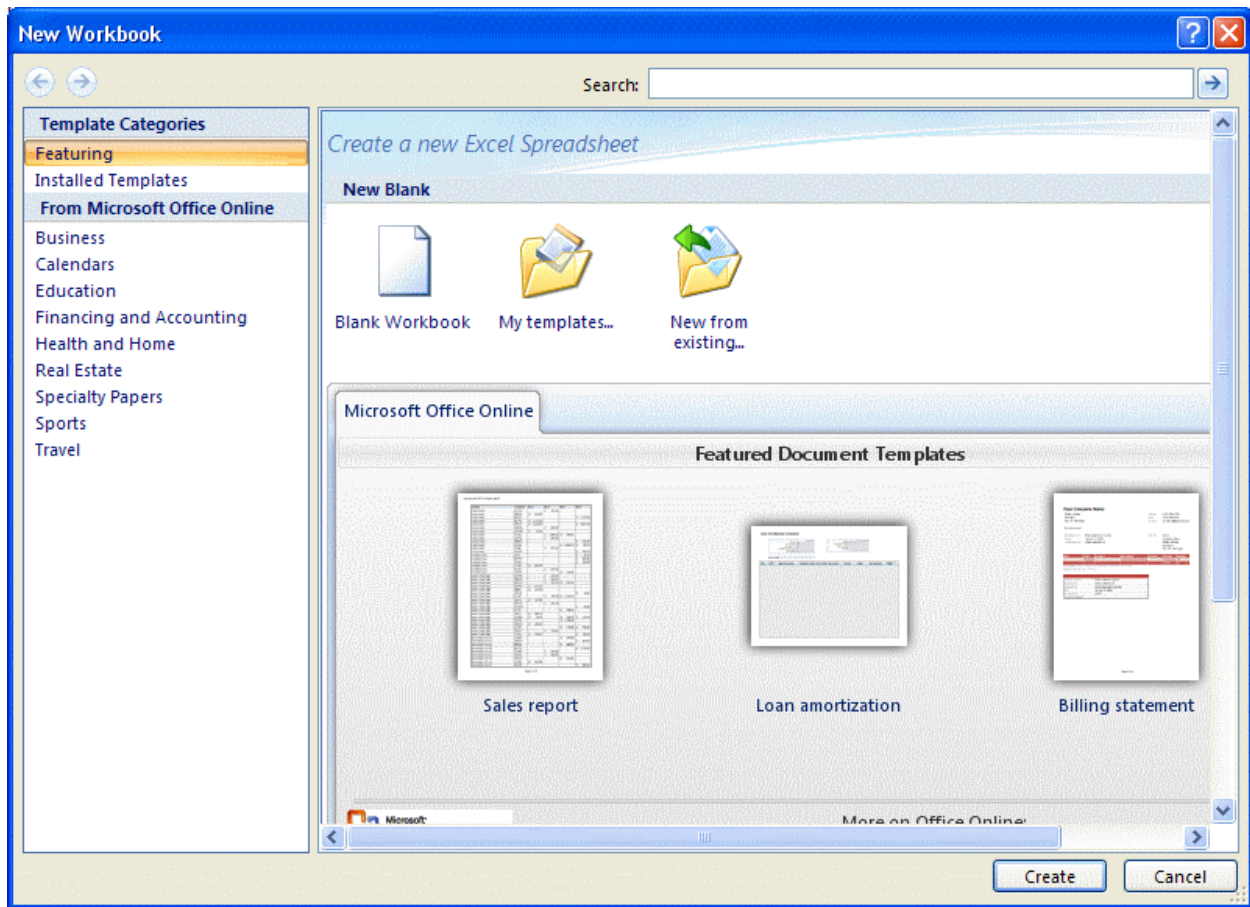 New Workbook
Search:
Template Categories
Featuring
Installed Templates
From Microsoft Office Online
Business
Calendars
Education
Financing and Accounting
Health and Home
Real Estate
Specialty Papers
Sports
Travel
Create a new Excel Spreadsheet
New Blank
Blank Workbook
My templates...
New from
existing...
Microsoft Office Online
Featured Document Templates
Sales report
Loan amortization
Billing statement
Microsoft
More on Office Online:
Create
Cancel